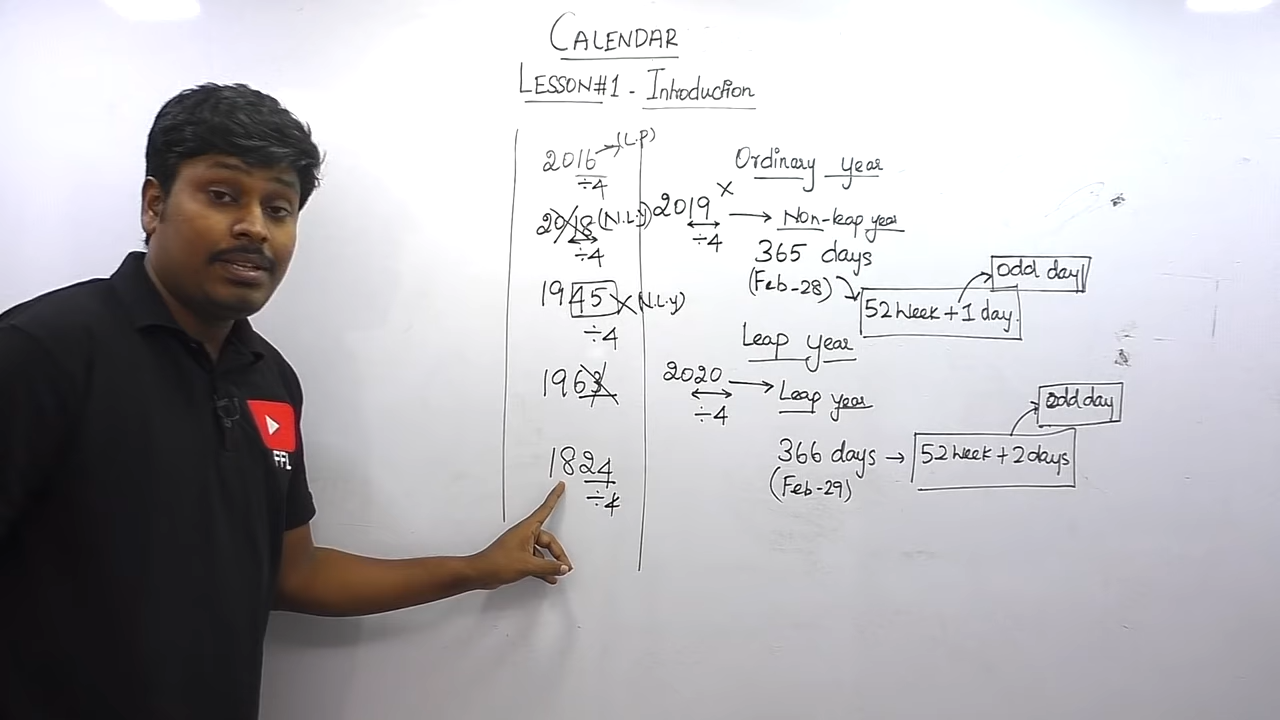 CALENDAR
LESSON#1 - Introduction
2016 → (L.P)
÷4
2018 (N.L.Y)
÷4
1945 X (N.L.Y)
÷4
1963
1824
÷4
Ordinary year
2019 X → Non-leap year
÷4
365 days
(Feb-28)
52 week + 1 day.
odd day
Leap year
2020 → Leap year
÷4
366 days → 52 week + 2 days
(Feb-29)
odd day
FFL